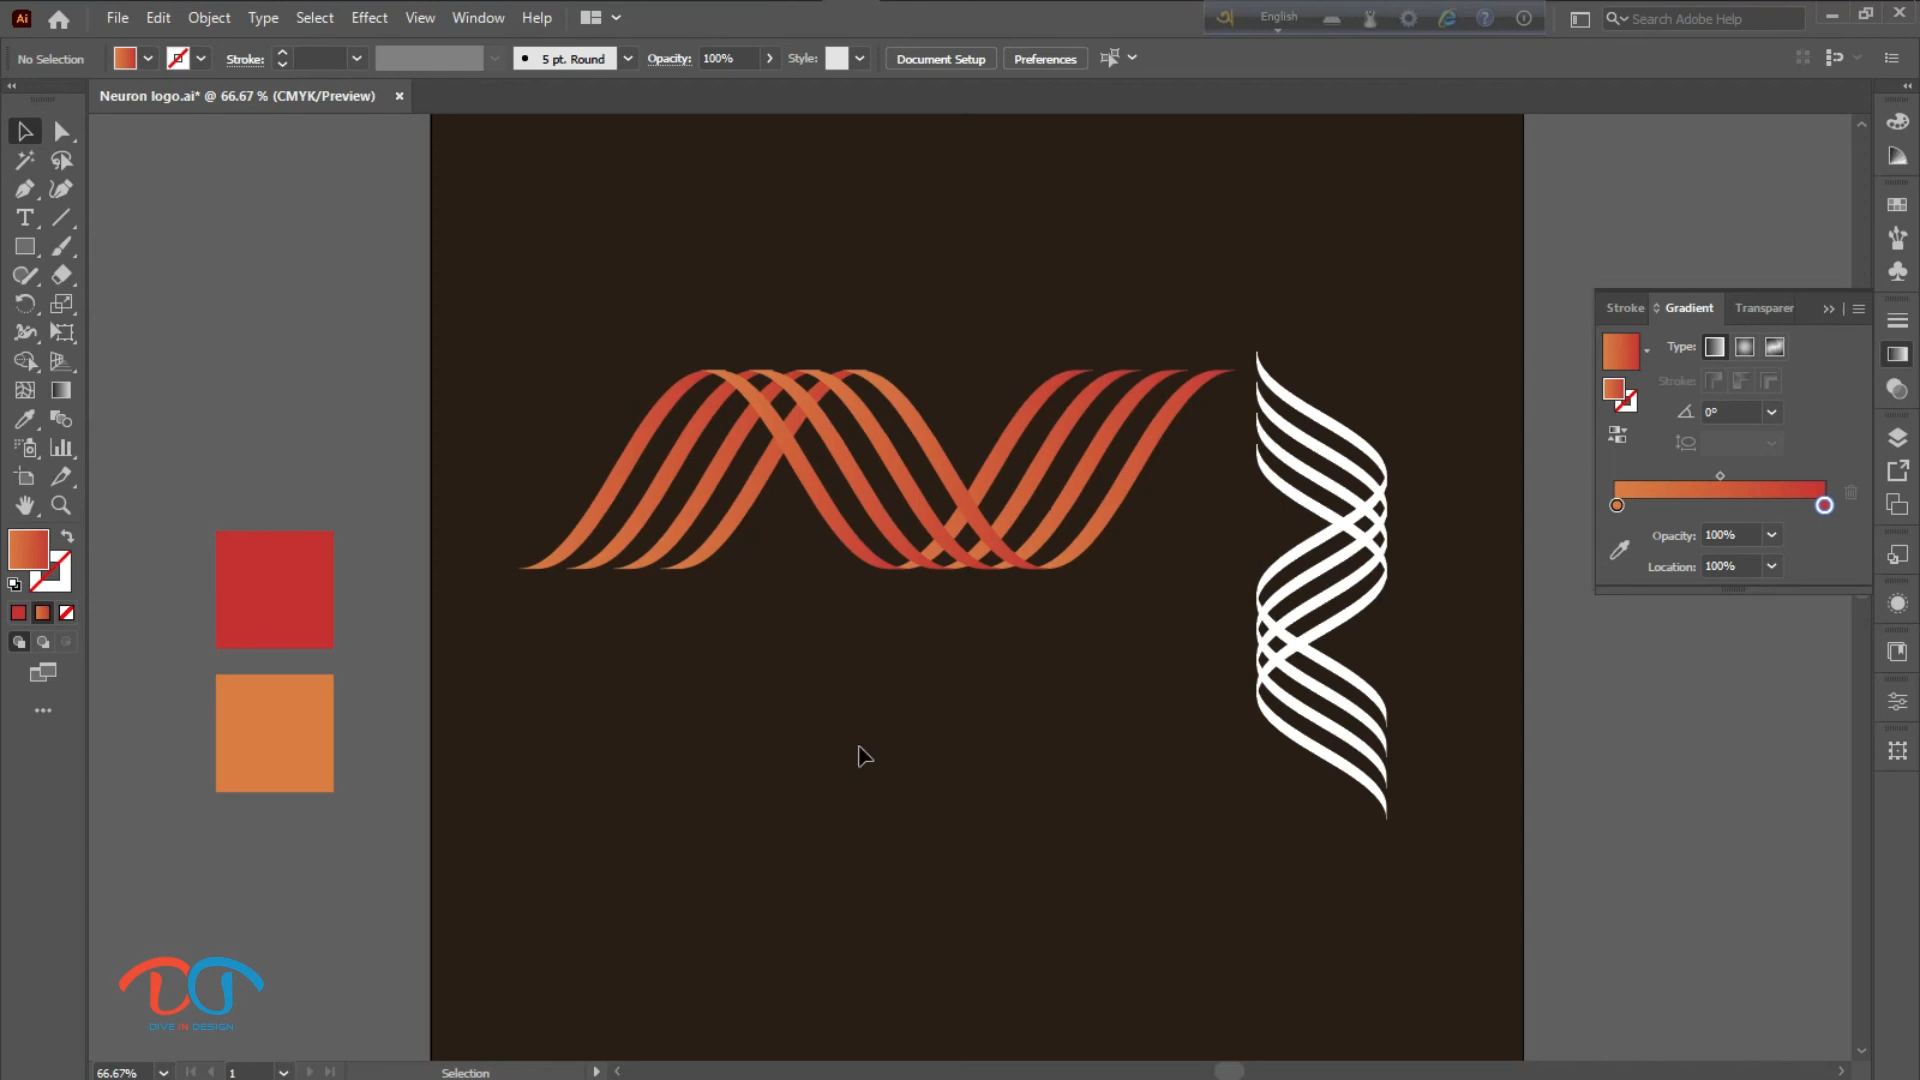 Ai File Edit Object Type Select Effect View Window Help English Search Adobe Help
No Selection Stroke: 5 pt. Round Opacity: 100% Style: Document Setup Preferences
Neuron logo.ai* @ 66.67 % (CMYK/Preview)
Stroke Gradient Transparer
Type:
Stroke:
0°
Opacity: 100%
Location: 100%
DIVE IN DESIGN
66.67% 1 Selection